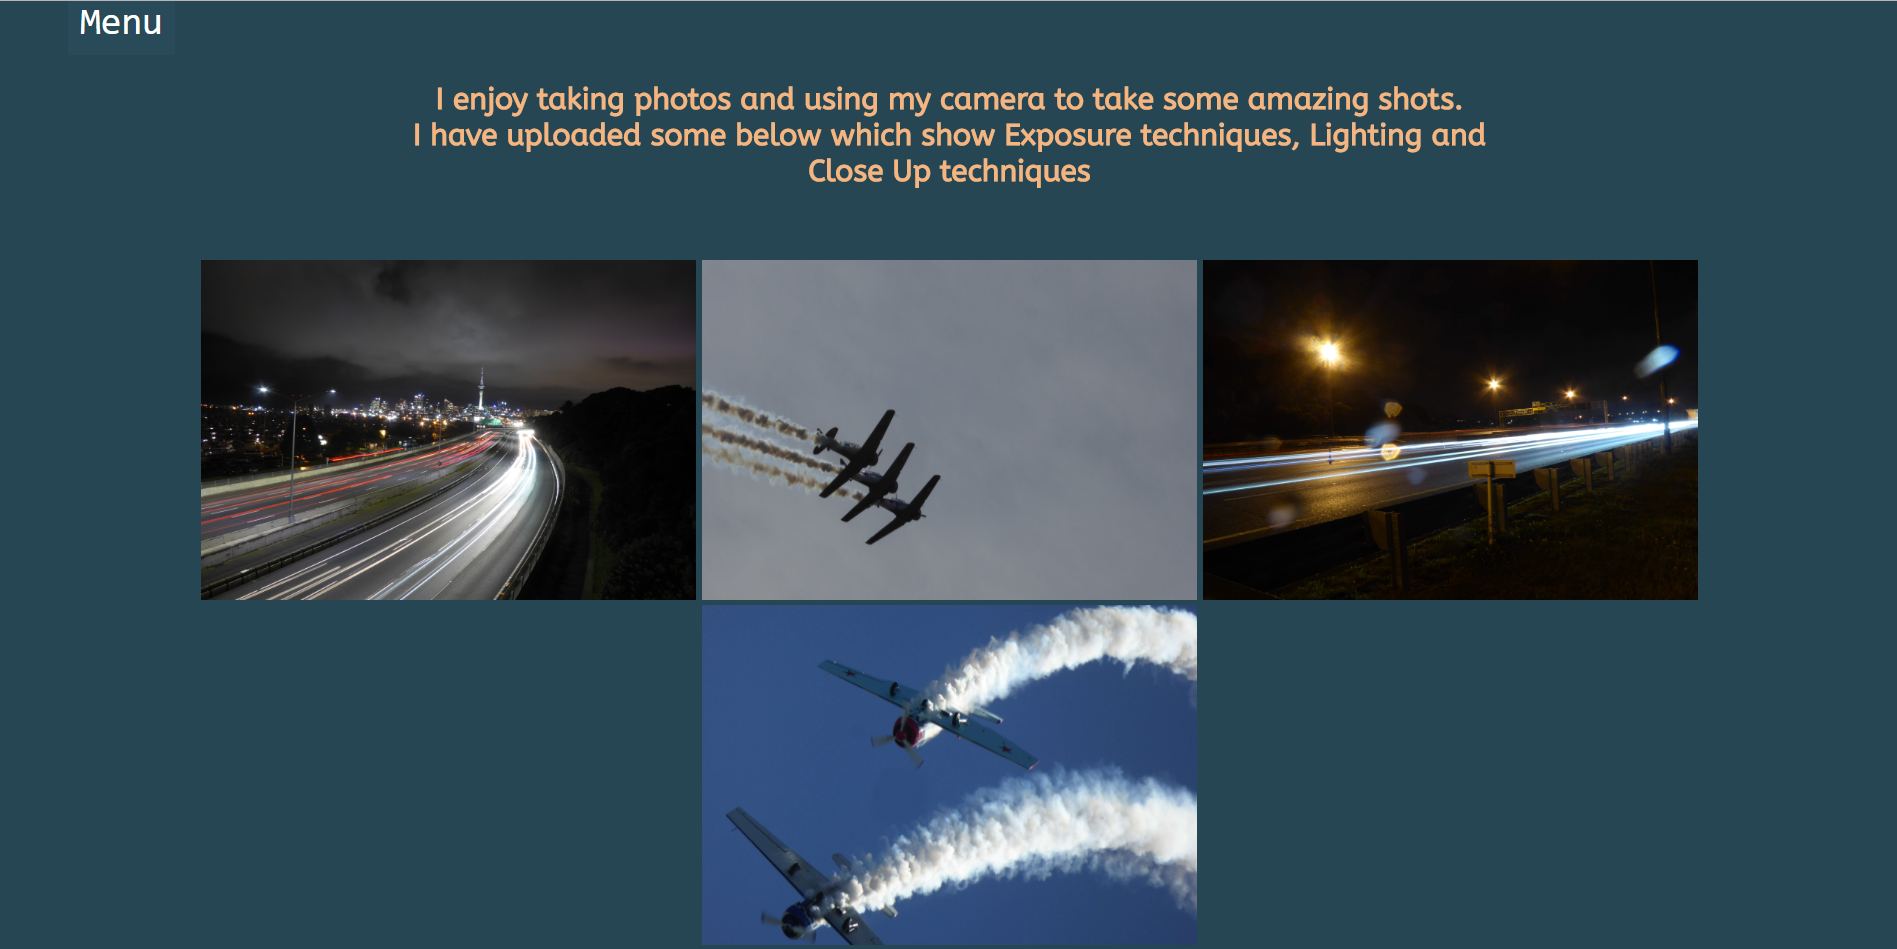 Menu
I enjoy taking photos and using my camera to take some amazing shots.
I have uploaded some below which show Exposure techniques, Lighting and
Close Up techniques